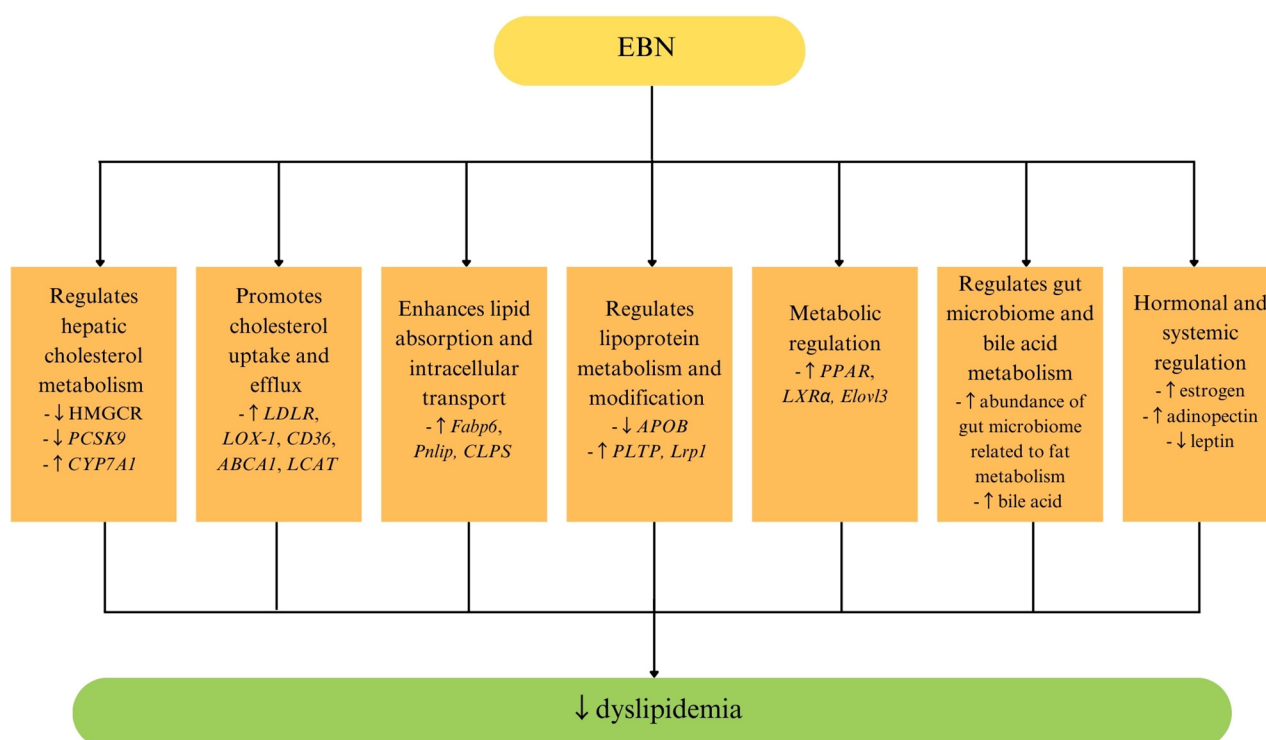 EBN
Regulates
hepatic
cholesterol
metabolism
-↓HMGCR
-↓PCSK9
-↑ CYP7A1
Promotes
cholesterol
uptake and
efflux
-↑ LDLR,
LOX-1, CD36,
ABCA1, LCAT
Enhances lipid
absorption and
intracellular
transport
-↑ Fabp6,
Pnlip, CLPS
Regulates
lipoprotein
metabolism and
modification
-↓ APOB
-↑ PLTP, Lrp1
Metabolic
regulation
-↑ PPAR,
LXRα, Elovl3
Regulates gut
microbiome and
bile acid
metabolism
-↑ abundance of
gut microbiome
related to fat
metabolism
-↑ bile acid
Hormonal and
systemic
regulation
-↑ estrogen
-↑ adinopectin
-↓ leptin
↓ dyslipidemia